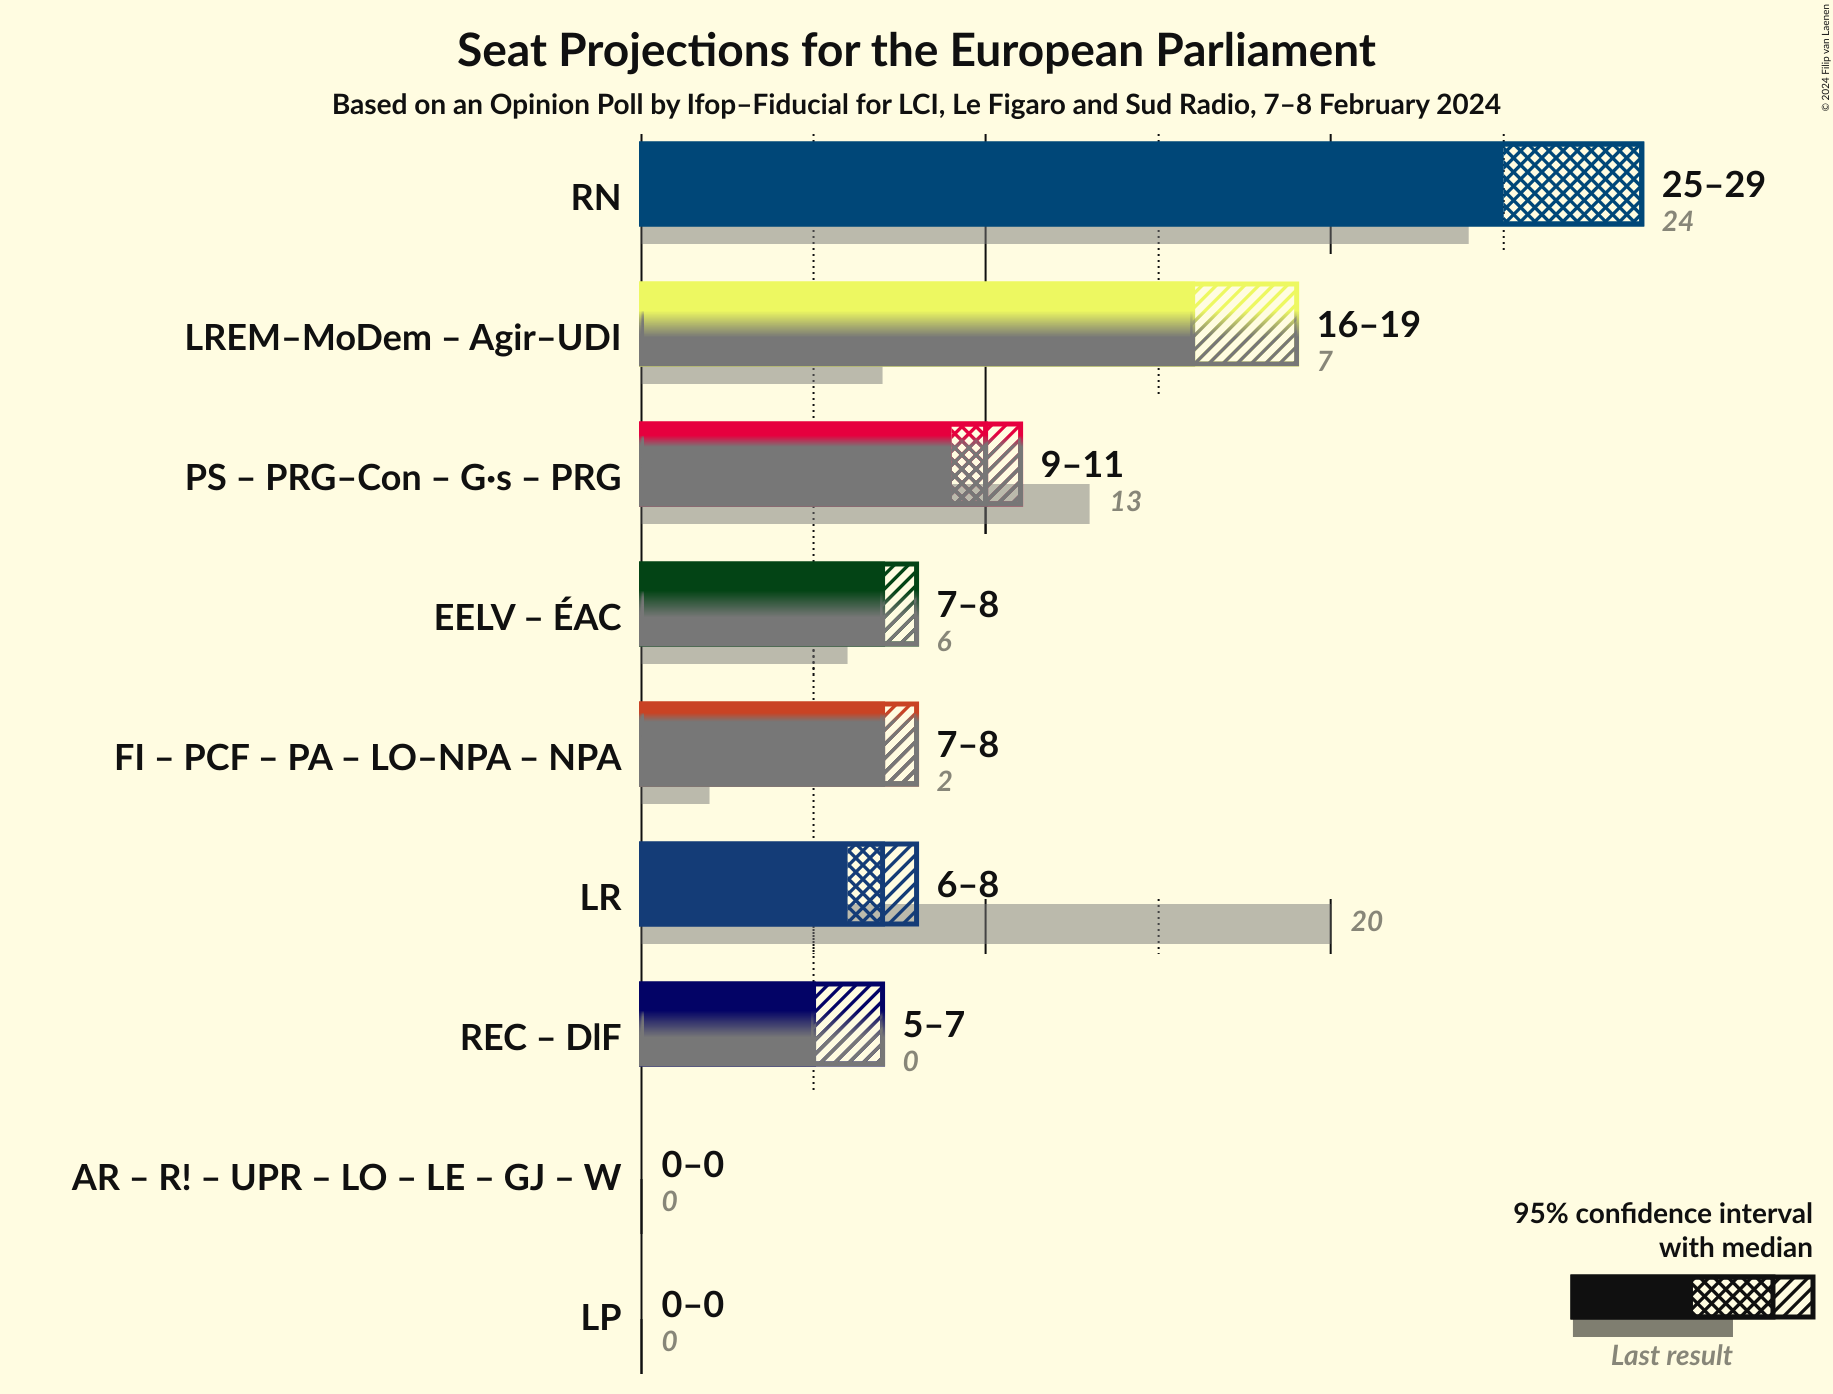 Seat Projections for the European Parliament
Based on an Opinion Poll by Ifop–Fiducial for LCI, Le Figaro and Sud Radio, 7–8 February 2024
© 2024 Filip van Laenen
RN
25–29
24
LREM–MoDem – Agir–UDI
16–19
7
PS – PRG–Con – G·s – PRG
9–11
13
EELV – ÉAC
7–8
6
FI – PCF – PA – LO–NPA – NPA
7–8
2
LR
6–8
20
REC – DlF
5–7
0
AR – R! – UPR – LO – LE – GJ – W
0–0
0
LP
0–0
0
95% confidence interval
with median
Last result